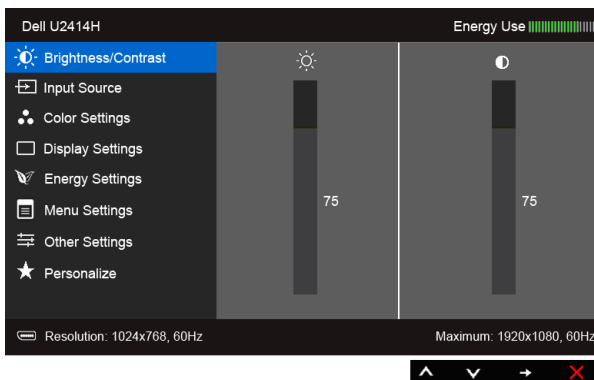 Dell U2414H Energy Use
Brightness/Contrast
Input Source
Color Settings
Display Settings
Energy Settings
Menu Settings
Other Settings
Personalize
75 75
Resolution: 1024x768, 60Hz Maximum: 1920x1080, 60Hz